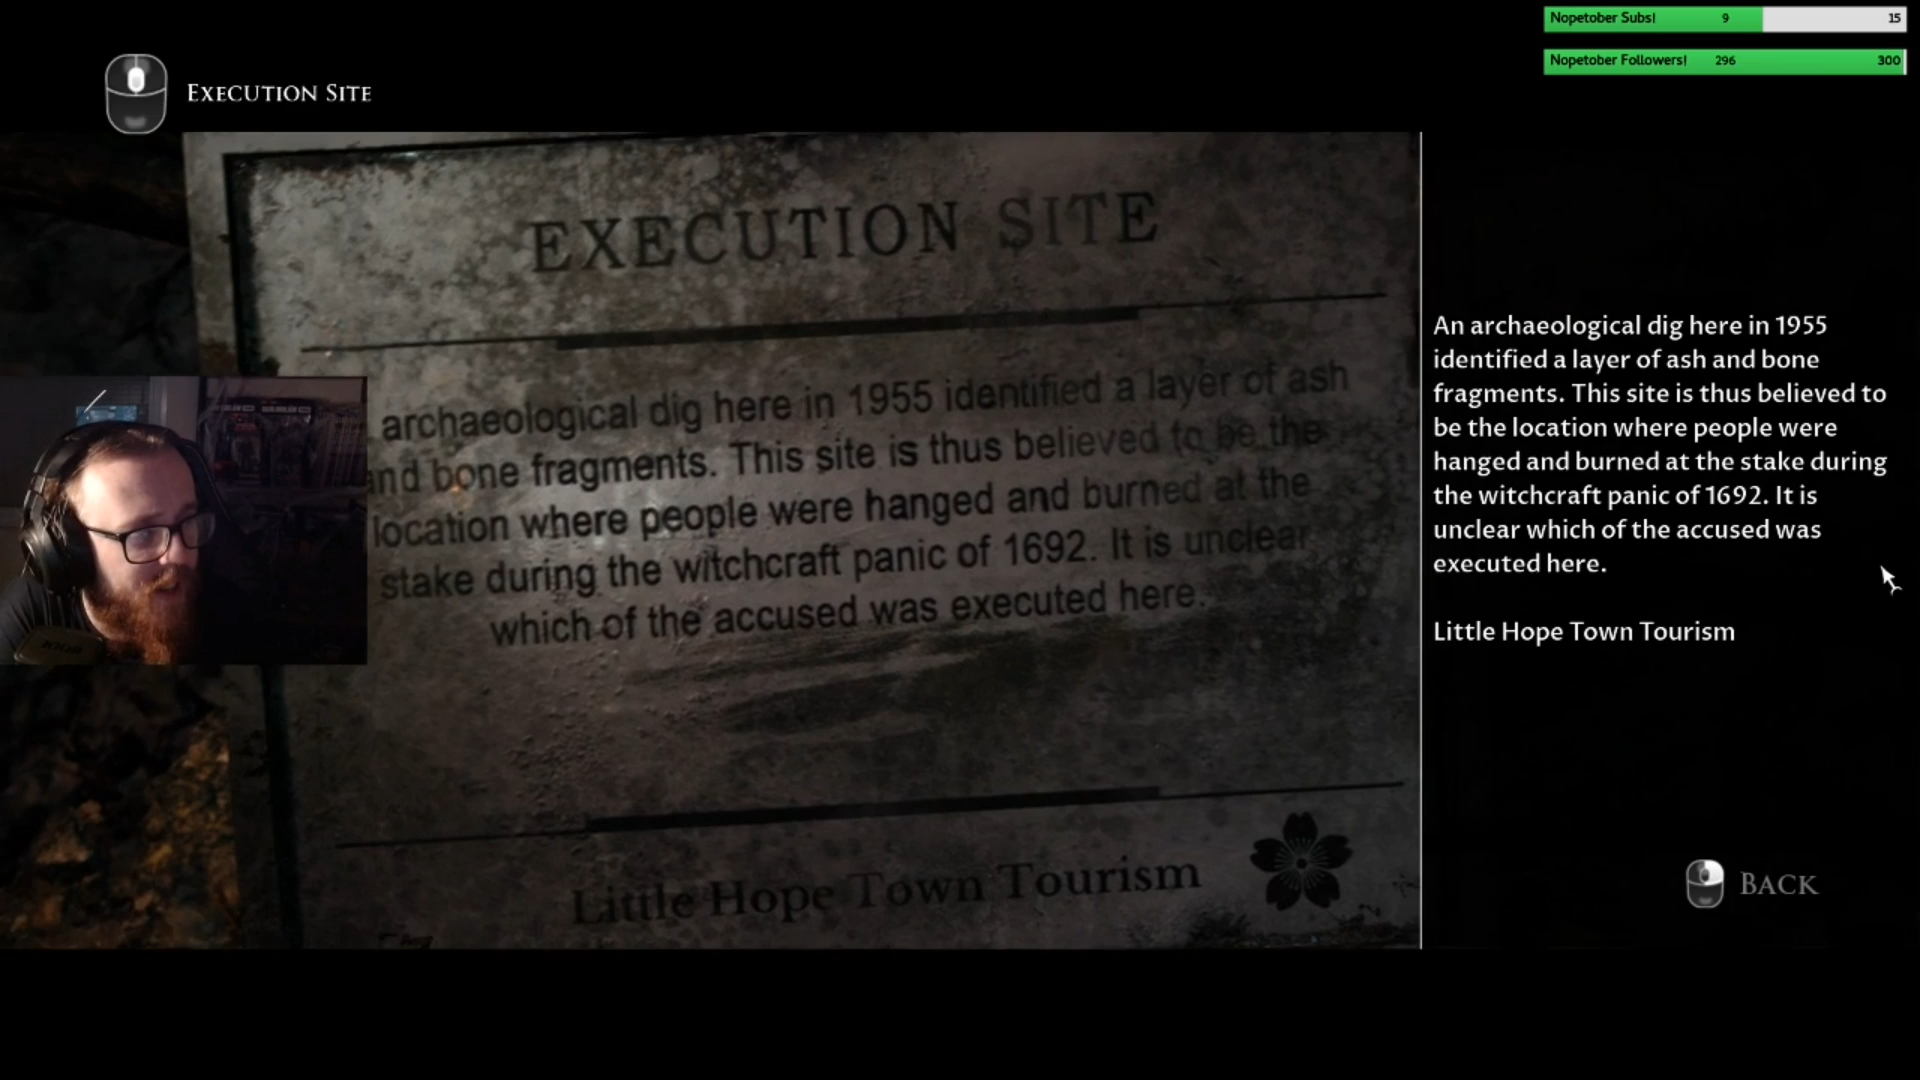 Nopetober Subs! 9 15
Nopetober Followers! 296 300
EXECUTION SITE
EXECUTION SITE
archaeological dig here in 1955 identified a layer of ash
and bone fragments. This site is thus believed to be the
location where people were hanged and burned at the
stake during the witchcraft panic of 1692. It is unclear
which of the accused was executed here.
Little Hope Town Tourism
An archaeological dig here in 1955
identified a layer of ash and bone
fragments. This site is thus believed to
be the location where people were
hanged and burned at the stake during
the witchcraft panic of 1692. It is
unclear which of the accused was
executed here.
Little Hope Town Tourism
BACK